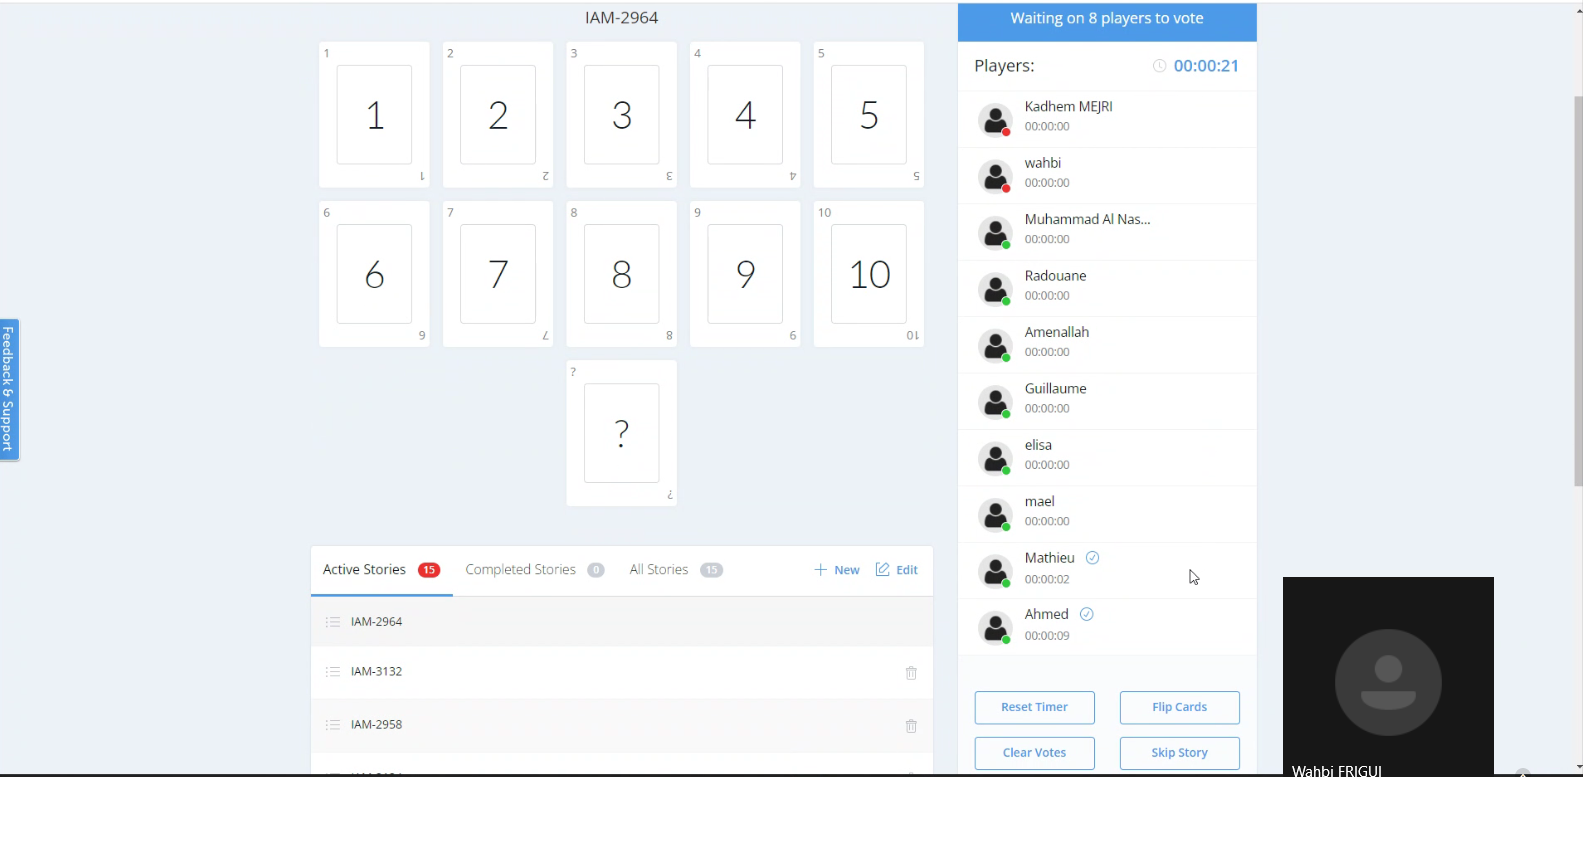 IAM-2964
1
1
1
2
2
2
3
3
3
4
4
4
5
5
5
6
6
6
7
7
7
8
8
8
9
9
9
10
10
10
?
?
?
Feedback & Support
Active Stories 15 Completed Stories 0 All Stories 15 + New Edit
IAM-2964
IAM-3132
IAM-2958
Waiting on 8 players to vote
Players: 00:00:21
Kadhem MEJRI
00:00:00
wahbi
00:00:00
Muhammad Al Nas...
00:00:00
Radouane
00:00:00
Amenallah
00:00:00
Guillaume
00:00:00
elisa
00:00:00
mael
00:00:00
Mathieu
00:00:02
Ahmed
00:00:09
Reset Timer Flip Cards
Clear Votes Skip Story
Wahbi FRIGUI